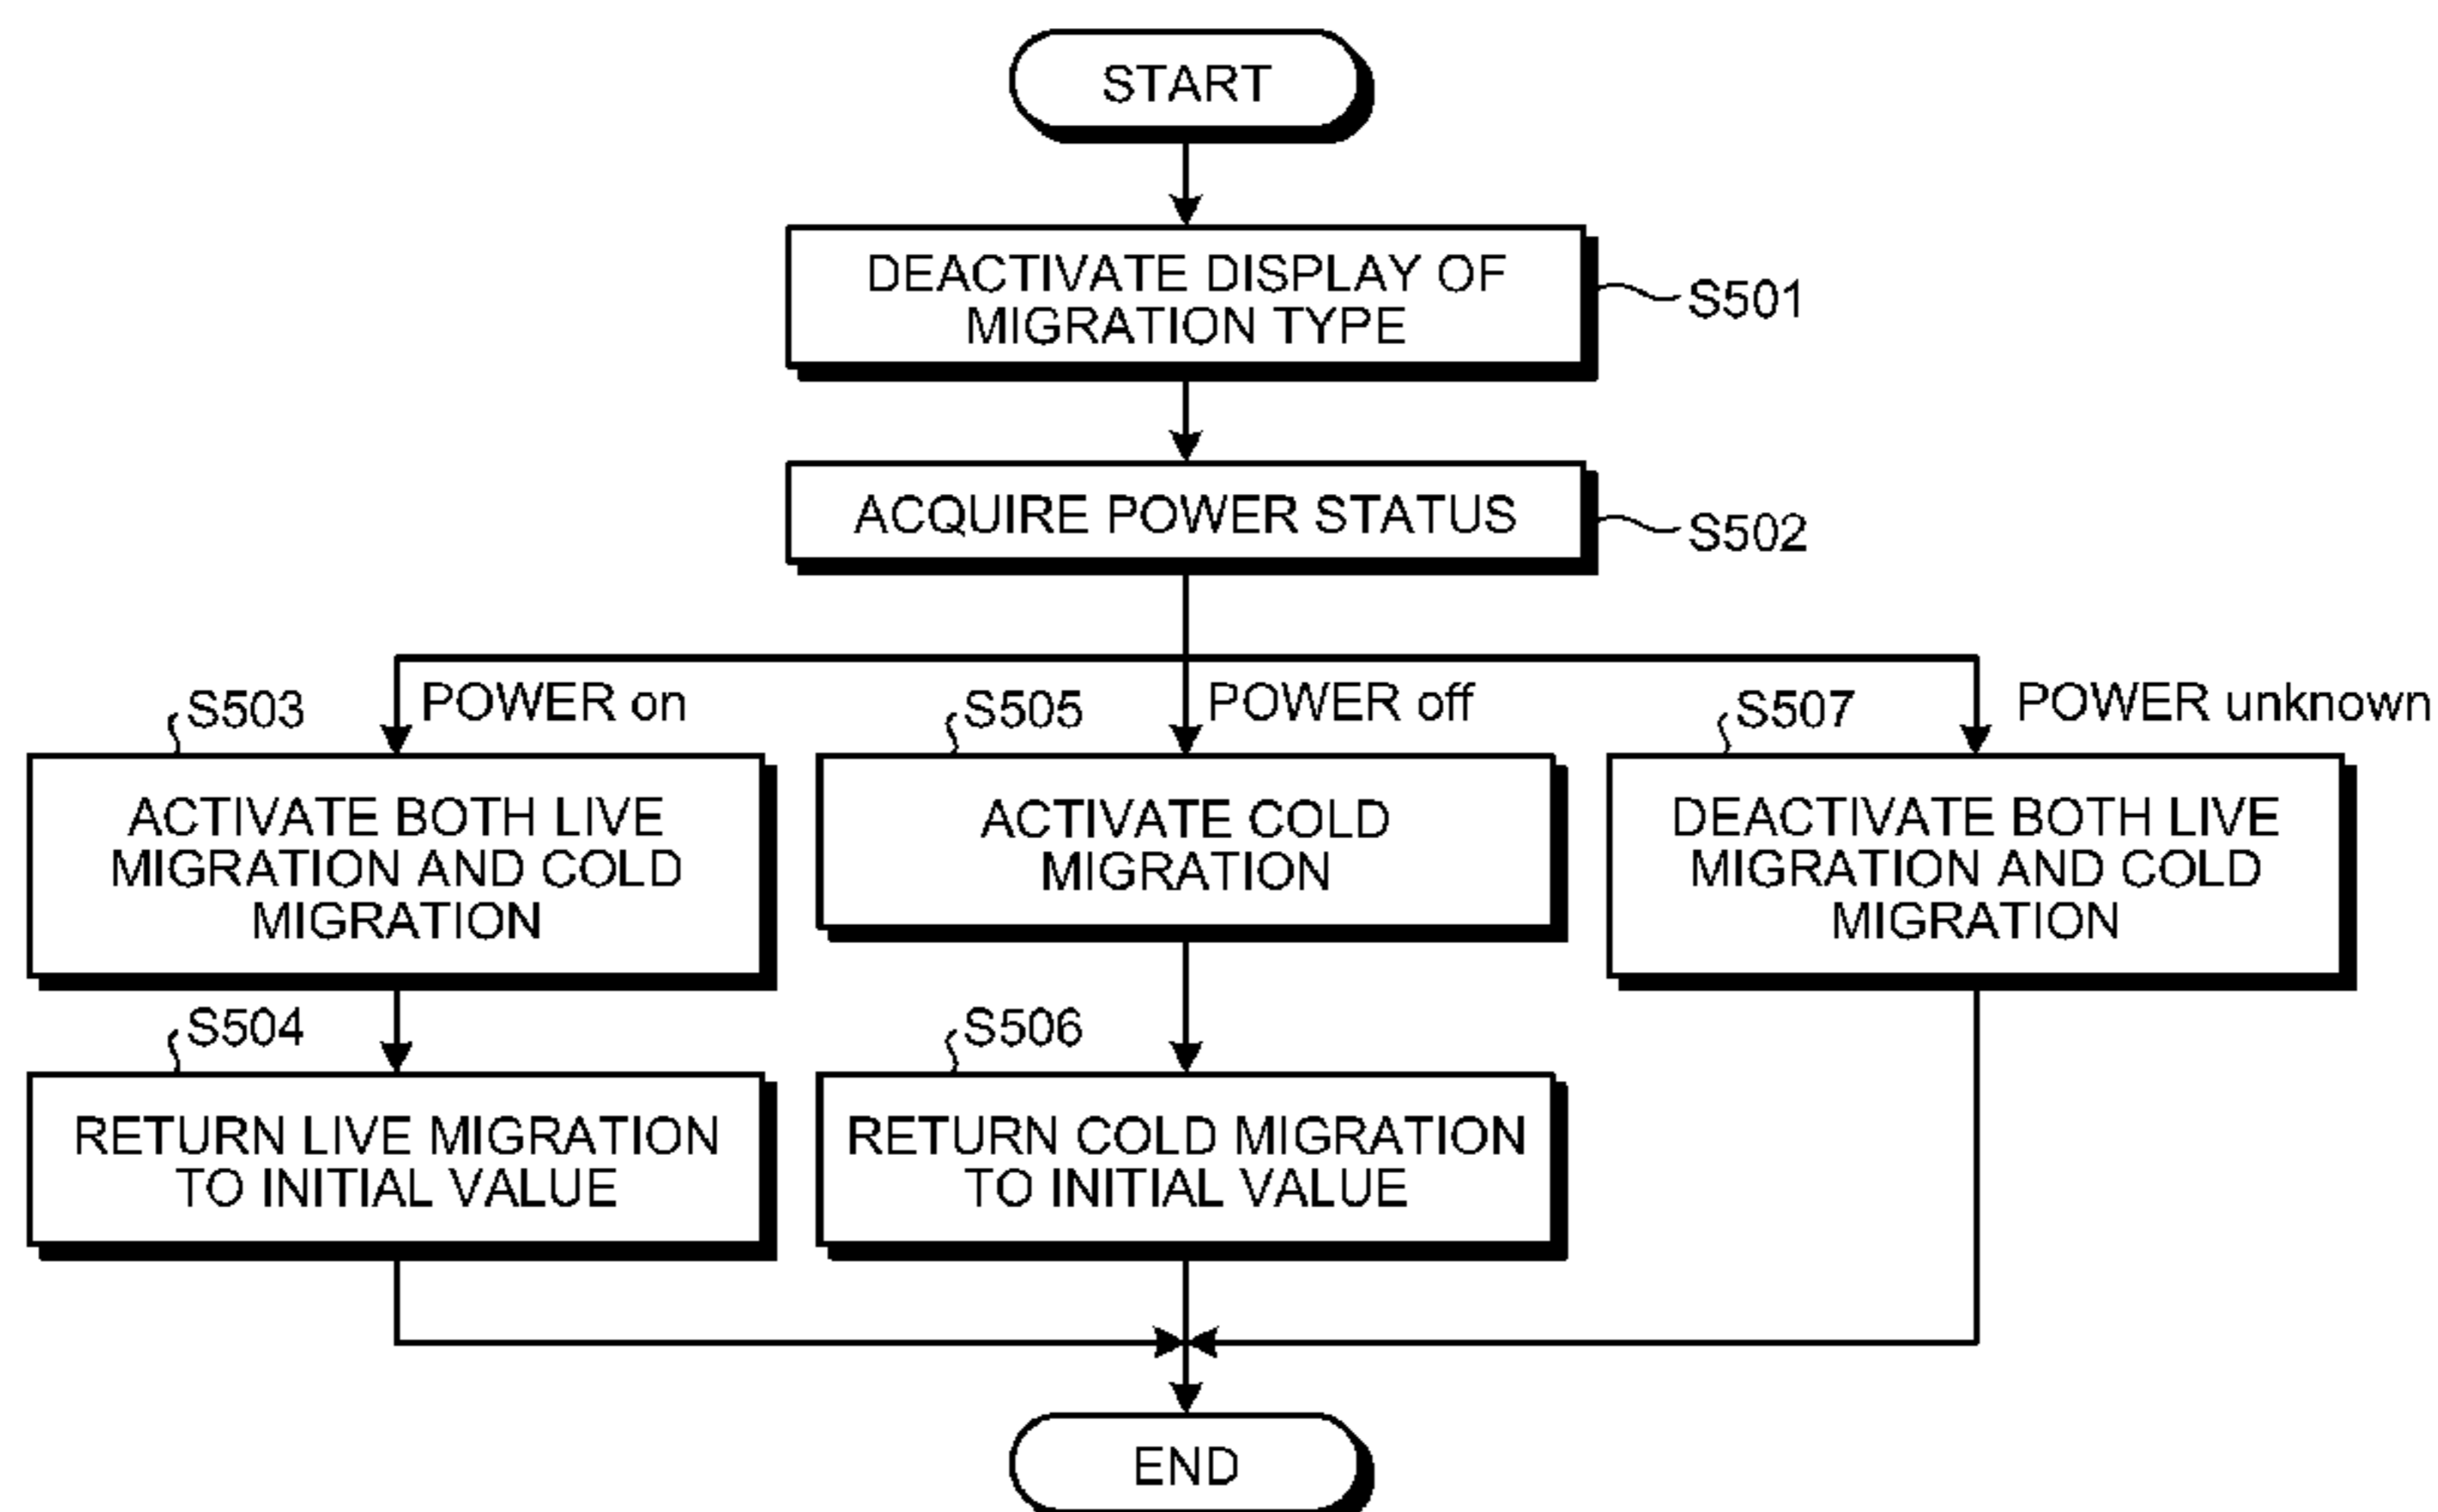 START
DEACTIVATE DISPLAY OF
MIGRATION TYPE
S501
ACQUIRE POWER STATUS
S502
S503
POWER on
S505
POWER off
S507
POWER unknown
ACTIVATE BOTH LIVE
MIGRATION AND COLD
MIGRATION
ACTIVATE COLD
MIGRATION
DEACTIVATE BOTH LIVE
MIGRATION AND COLD
MIGRATION
S504
S506
RETURN LIVE MIGRATION
TO INITIAL VALUE
RETURN COLD MIGRATION
TO INITIAL VALUE
END